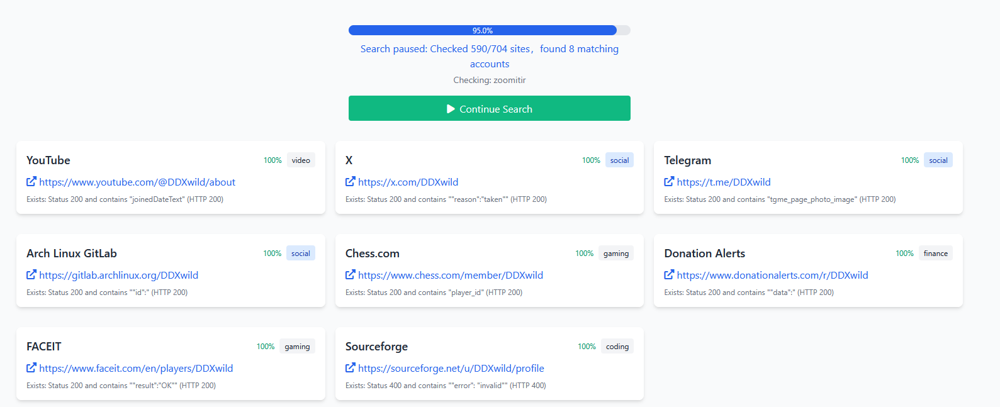 95.0%
Search paused: Checked 590/704 sites，found 8 matching
accounts
Checking: zoomitir
Continue Search
YouTube 100% video
https://www.youtube.com/@DDXwild/about
Exists: Status 200 and contains "joinedDateText" (HTTP 200)
X 100% social
https://x.com/DDXwild
Exists: Status 200 and contains ""reason":"taken"" (HTTP 200)
Telegram 100% social
https://t.me/DDXwild
Exists: Status 200 and contains "tgme_page_photo_image" (HTTP 200)
Arch Linux GitLab 100% social
https://gitlab.archlinux.org/DDXwild
Exists: Status 200 and contains ""id":" (HTTP 200)
Chess.com 100% gaming
https://www.chess.com/member/DDXwild
Exists: Status 200 and contains "player_id" (HTTP 200)
Donation Alerts 100% finance
https://www.donationalerts.com/r/DDXwild
Exists: Status 200 and contains ""data":" (HTTP 200)
FACEIT 100% gaming
https://www.faceit.com/en/players/DDXwild
Exists: Status 200 and contains ""result":"OK"" (HTTP 200)
Sourceforge 100% coding
https://sourceforge.net/u/DDXwild/profile
Exists: Status 400 and contains ""error": "invalid"" (HTTP 400)